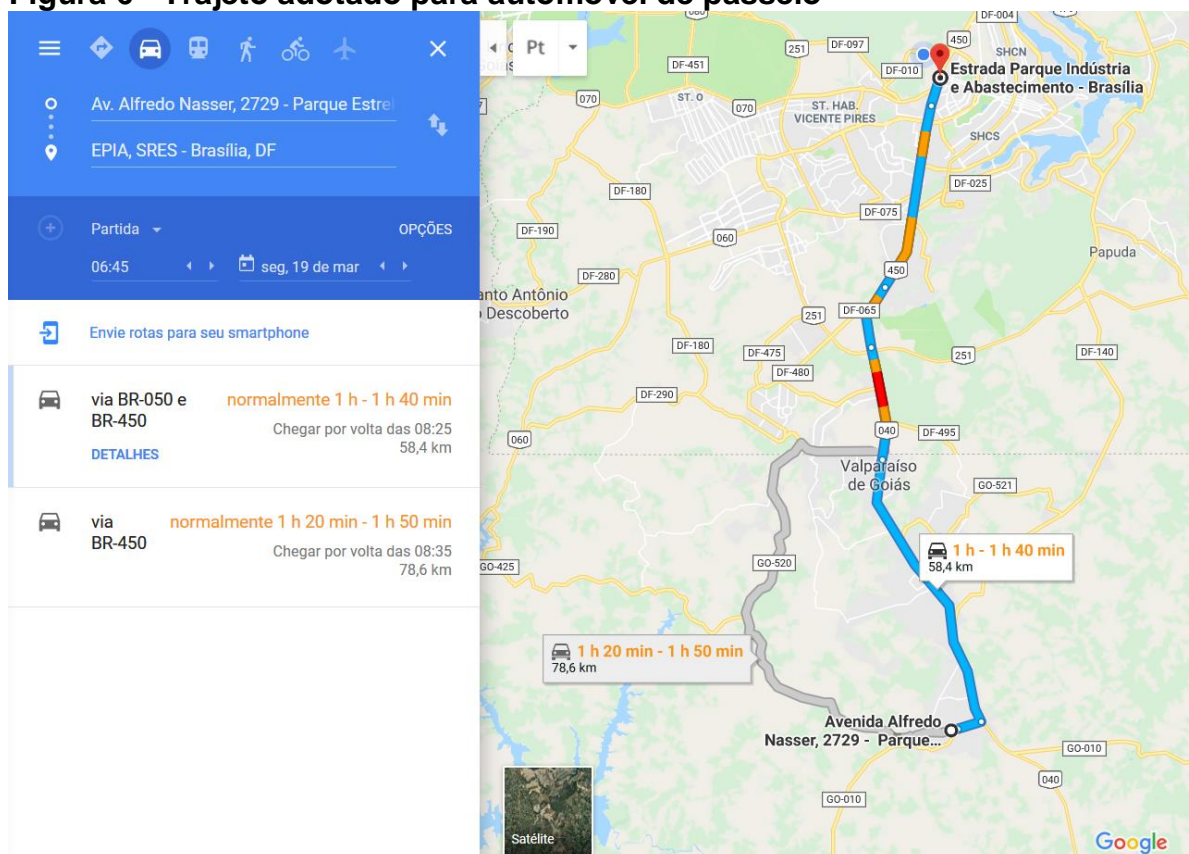 Figura 6 - Trajeto adotado para automóvel de passeio
Pt
Av. Alfredo Nasser, 2729 - Parque Estrel
EPIA, SRES - Brasília, DF
Partida
OPÇÕES
06:45
seg, 19 de mar
Envie rotas para seu smartphone
via BR-050 e
BR-450
normalmente 1 h - 1 h 40 min
Chegar por volta das 08:25
58,4 km
DETALHES
via
BR-450
normalmente 1 h 20 min - 1 h 50 min
Chegar por volta das 08:35
78,6 km
DF-004
450
SHCN
251
DF-097
DF-451
DF-010
Estrada Parque Indústria
e Abastecimento - Brasília
070
ST. O
070
ST. HAB.
VICENTE PIRES
SHCS
DF-025
DF-180
DF-075
DF-190
060
Papuda
450
DF-280
anto Antônio
Descoberto
251
DF-065
DF-180
DF-475
251
DF-140
DF-480
DF-290
060
040
DF-495
Valparaíso
de Goiás
GO-521
1 h - 1 h 40 min
58,4 km
GO-425
GO-520
1 h 20 min - 1 h 50 min
78,6 km
Avenida Alfredo
Nasser, 2729 - Parque...
GO-010
040
GO-010
Satélite
Google